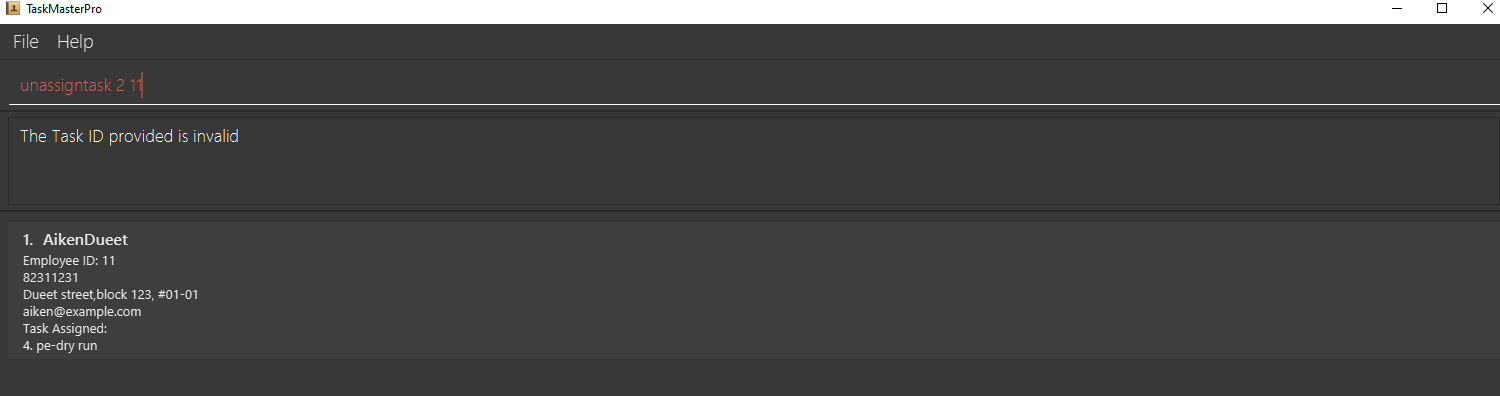 TaskMasterPro
File Help
unassigntask 2 11
The Task ID provided is invalid
1. AikenDueet
Employee ID: 11
82311231
Dueet street,block 123, #01-01
aiken@example.com
Task Assigned:
4. pe-dry run